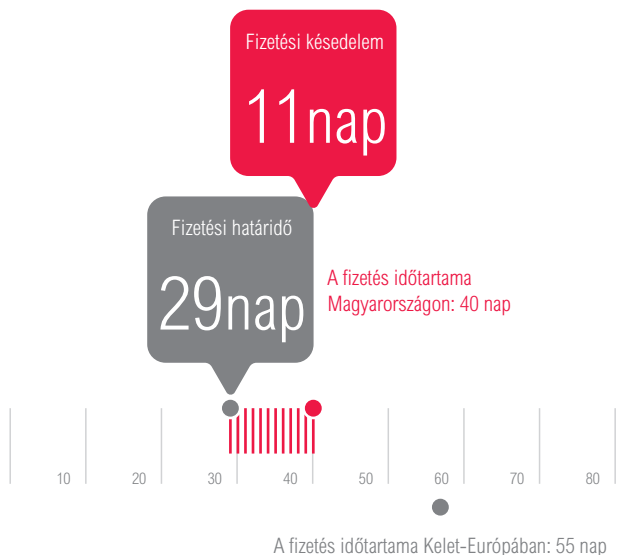 Fizetési késedelem
11nap
Fizetési határidő
29nap
A fizetés időtartama
Magyarországon: 40 nap
10 20 30 40 50 60 70 80
A fizetés időtartama Kelet-Európában: 55 nap